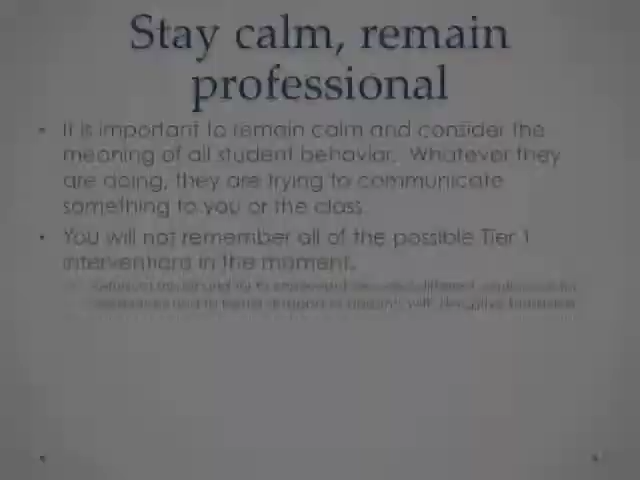 Stay calm, remain
professional
• It is important to remain calm and consider the
meaning of all student behavior. Whatever they
are doing, they are trying to communicate
something to you or the class.
• You will not remember all of the possible Tier 1
interventions in the moment.